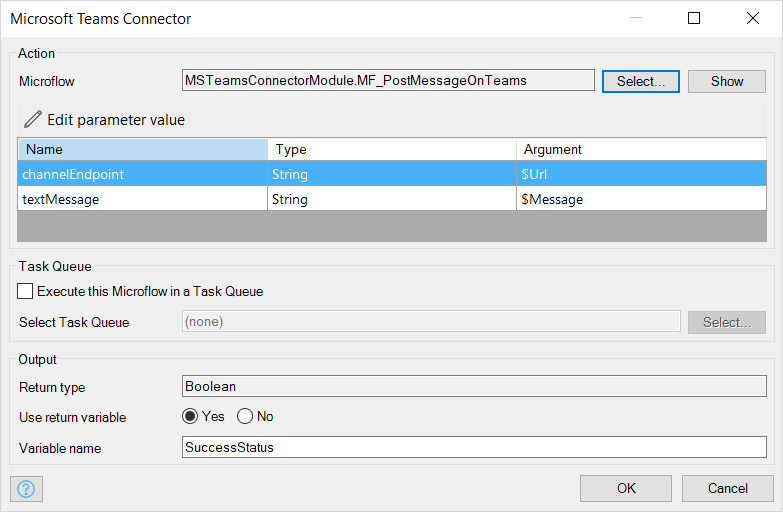 Microsoft Teams Connector
Action
Microflow MSTeamsConnectorModule.MF_PostMessageOnTeams Select... Show
Edit parameter value
Name Type Argument
channelEndpoint String $Url
textMessage String $Message
Task Queue
Execute this Microflow in a Task Queue
Select Task Queue (none) Select...
Output
Return type Boolean
Use return variable Yes No
Variable name SuccessStatus
? OK Cancel